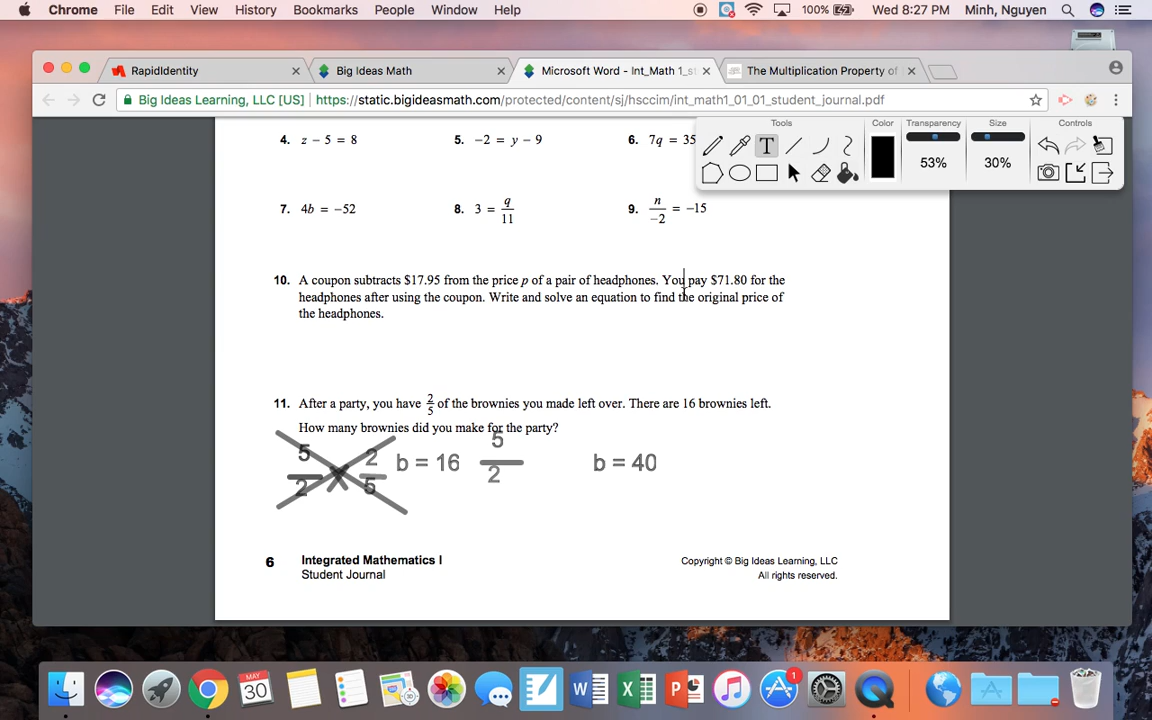 Chrome File Edit View History Bookmarks People Window Help 100% Wed 8:27 PM Minh, Nguyen
RapidIdentity Big Ideas Math Microsoft Word - Int_Math 1_s The Multiplication Property of
Big Ideas Learning, LLC [US] https://static.bigideasmath.com/protected/content/sj/hsccim/int_math1_01_01_student_journal.pdf
Tools Color Transparency Size Controls
53% 30%
4. z − 5 = 8 5. −2 = y − 9 6. 7q = 35
7. 4b = −52 8. 3 = q/11 9. n/−2 = −15
10. A coupon subtracts $17.95 from the price p of a pair of headphones. You pay $71.80 for the
headphones after using the coupon. Write and solve an equation to find the original price of
the headphones.
11. After a party, you have 2/5 of the brownies you made left over. There are 16 brownies left.
How many brownies did you make for the party?
5/2 × 2/5 b = 16 5/2 b = 40
6 Integrated Mathematics I Copyright © Big Ideas Learning, LLC
Student Journal All rights reserved.
MAY
30
1